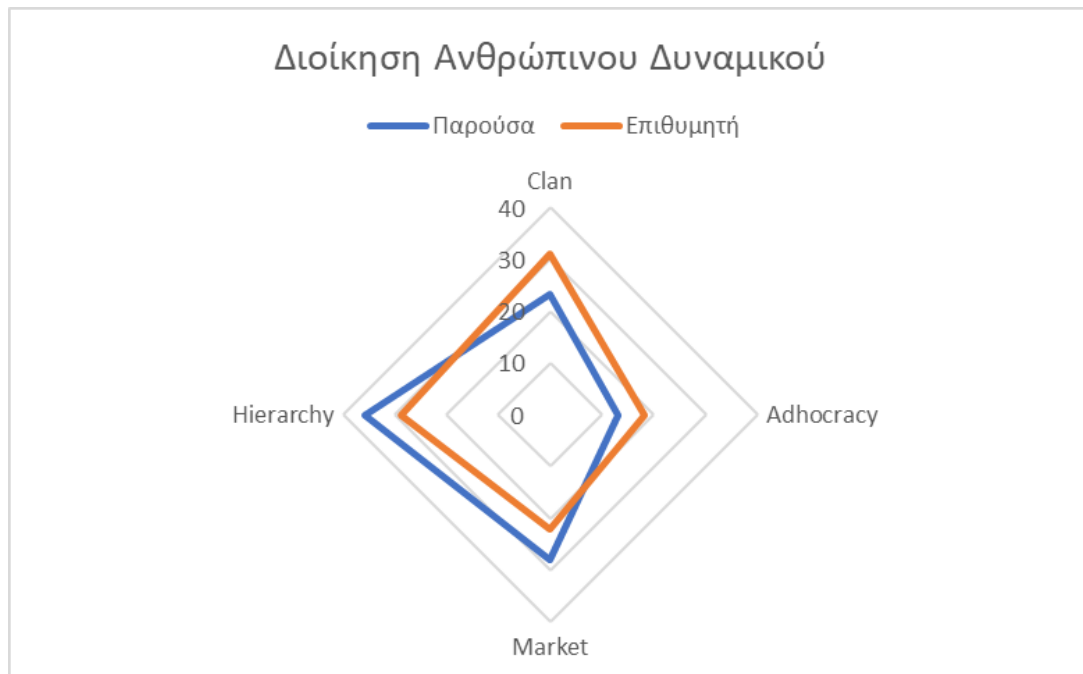 Διοίκηση Ανθρώπινου Δυναμικού
Παρούσα Επιθυμητή
Clan
40
30
20
10
0
Hierarchy
Adhocracy
Market